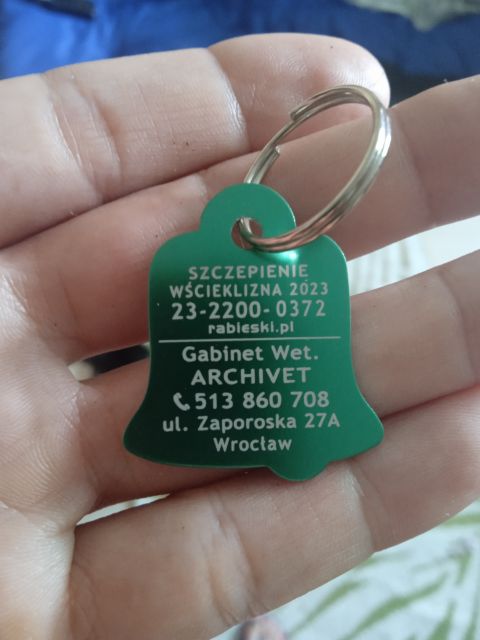 SZCZEPIENIE
WŚCIEKLIZNA 2023
23-2200-0372
rabieski.pl
Gabinet Wet.
ARCHIVET
513 860 708
ul. Zaporoska 27A
Wrocław